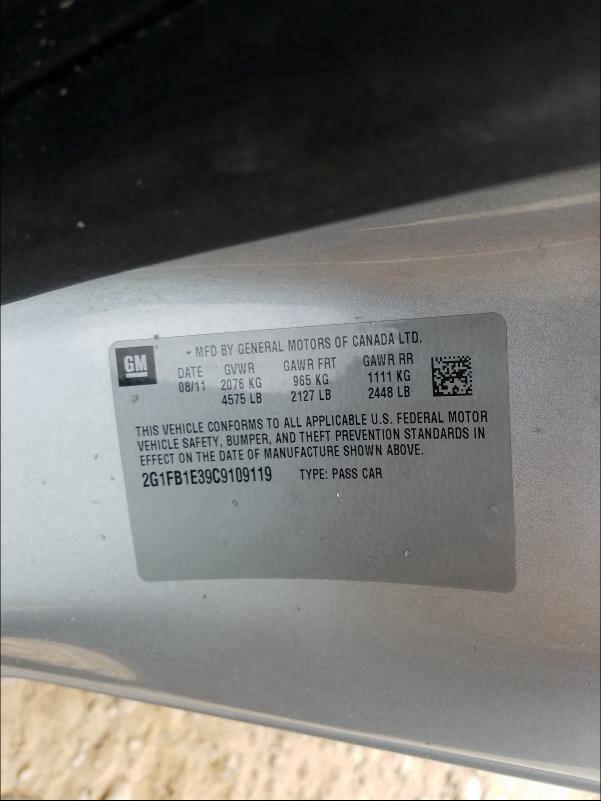 GM
MFD BY GENERAL MOTORS OF CANADA LTD.
DATE GVWR GAWR FRT GAWR RR
08/11 2076 KG 965 KG 1111 KG
4575 LB 2127 LB 2448 LB
THIS VEHICLE CONFORMS TO ALL APPLICABLE U.S. FEDERAL MOTOR
VEHICLE SAFETY, BUMPER, AND THEFT PREVENTION STANDARDS IN
EFFECT ON THE DATE OF MANUFACTURE SHOWN ABOVE.
2G1FB1E39C9109119 TYPE: PASS CAR